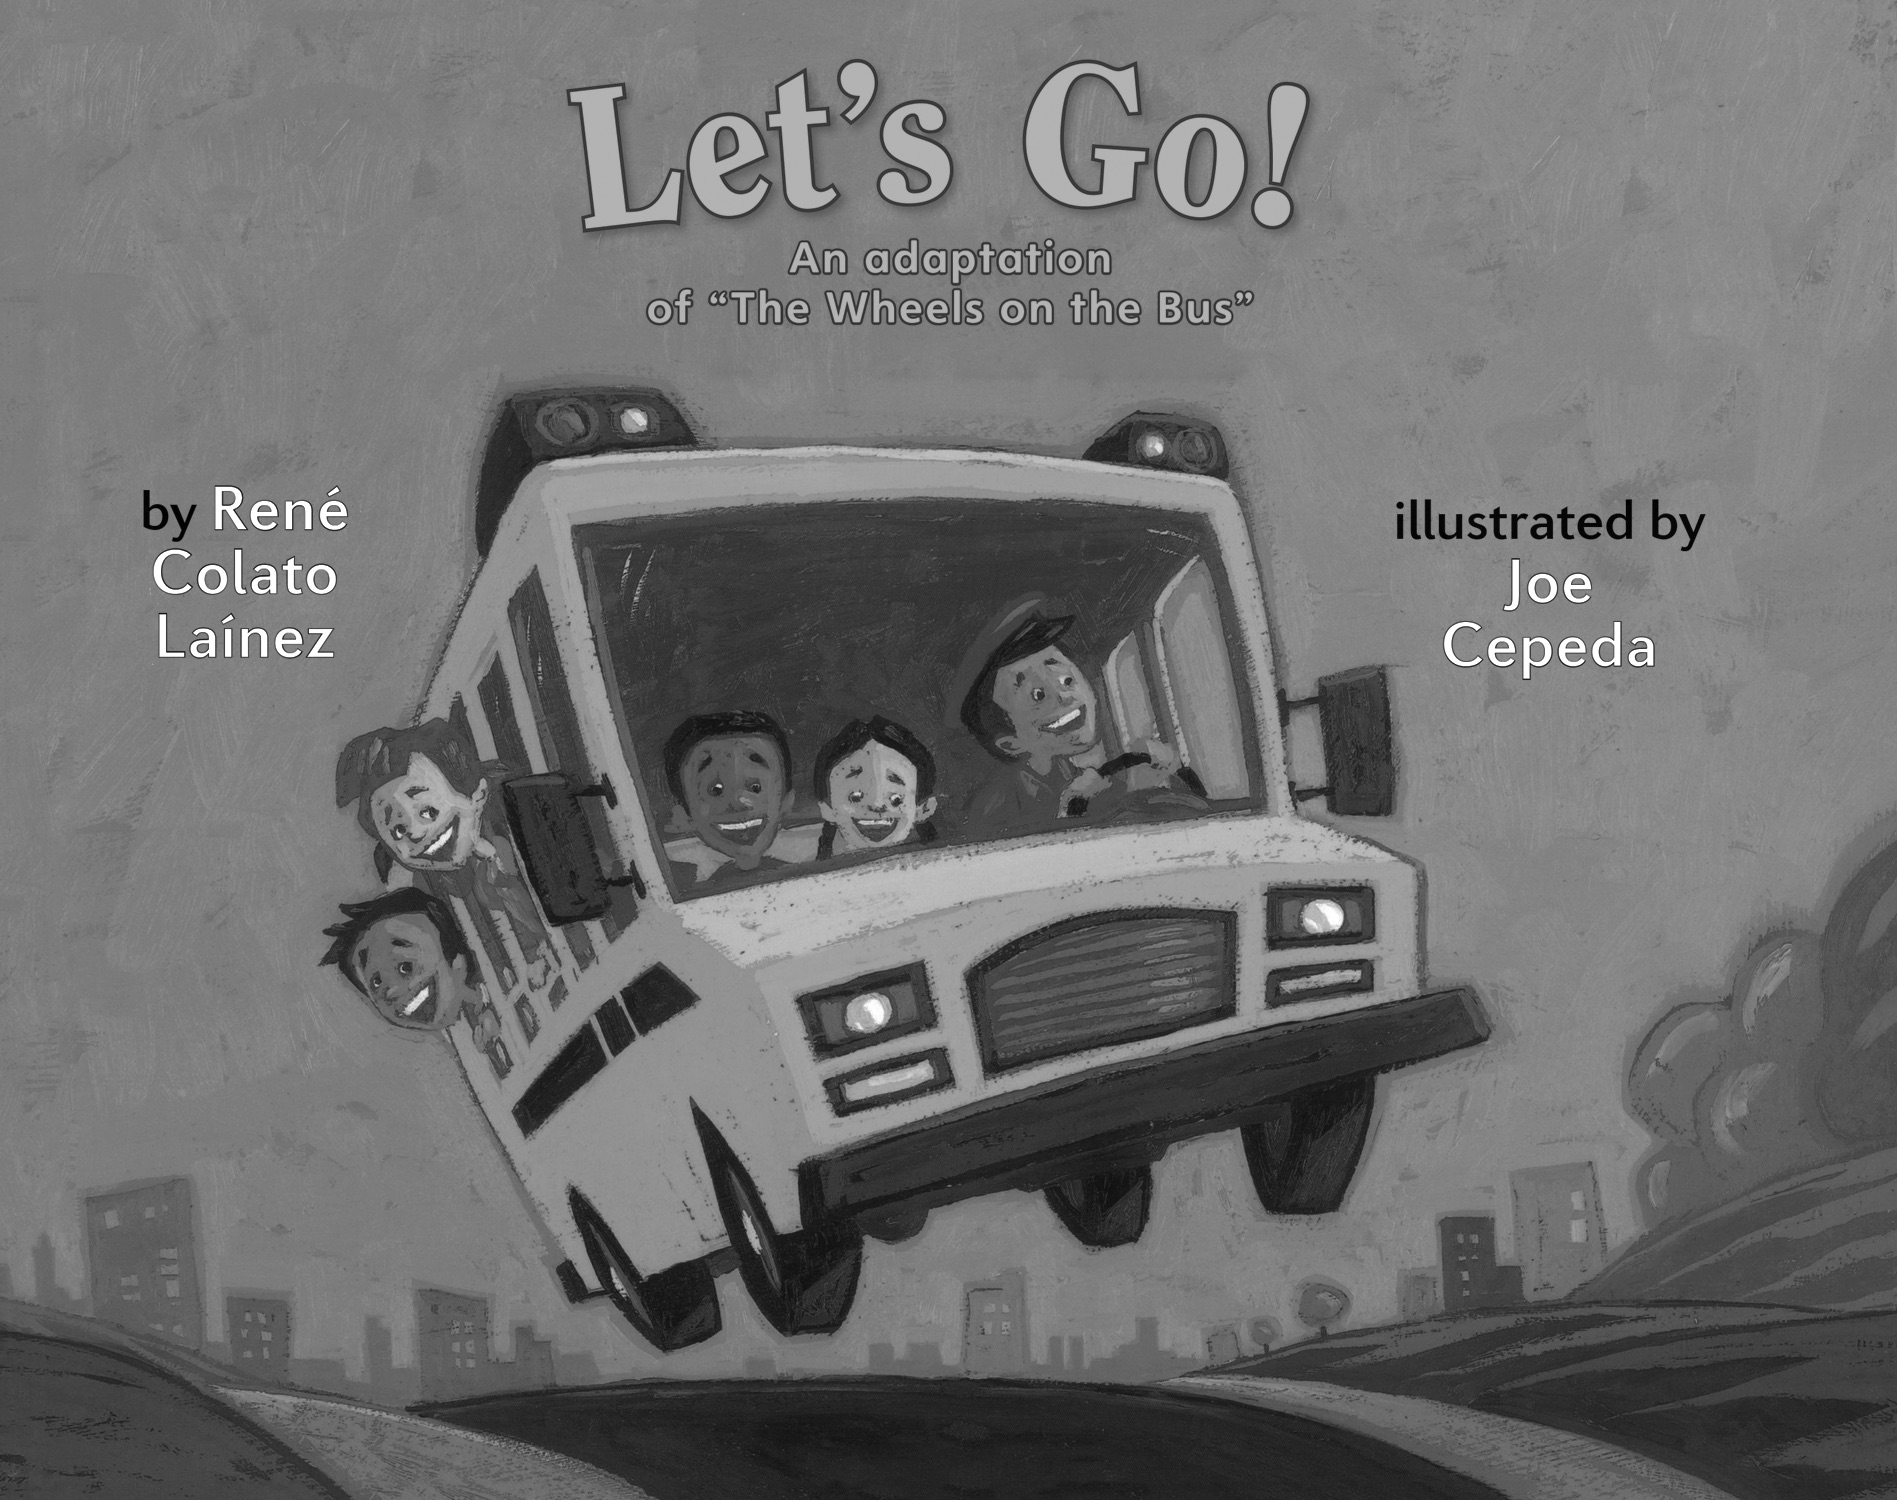 Let's Go!
An adaptation
of “The Wheels on the Bus”
by René
Colato
Laínez
illustrated by
Joe
Cepeda